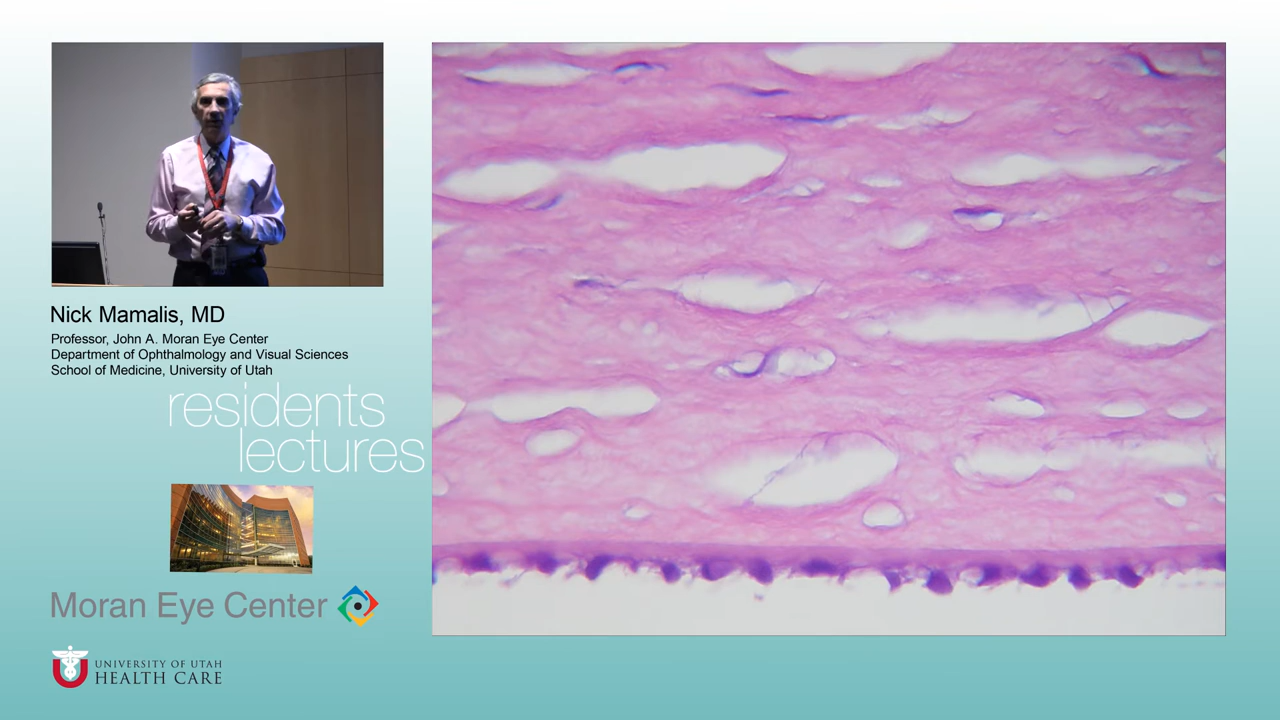 Nick Mamalis, MD
Professor, John A. Moran Eye Center
Department of Ophthalmology and Visual Sciences
School of Medicine, University of Utah
residents
lectures
Moran Eye Center
UNIVERSITY OF UTAH
HEALTH CARE